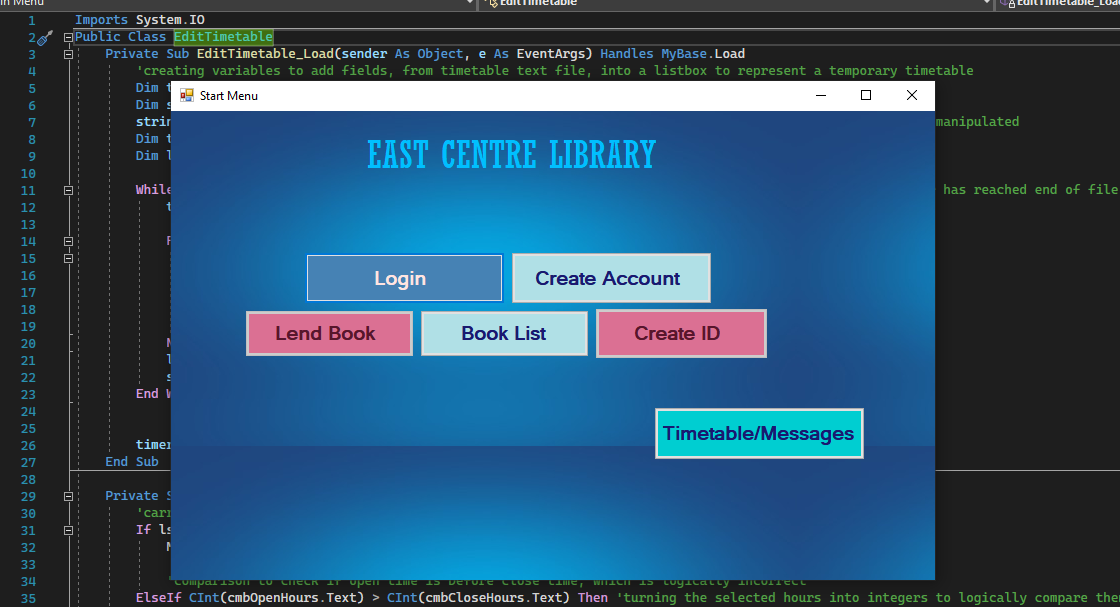 in Menu EditTimetable EditTimetable_Load
1 Imports System.IO
2 Public Class EditTimetable
3 Private Sub EditTimetable_Load(sender As Object, e As EventArgs) Handles MyBase.Load
4 'creating variables to add fields, from timetable text file, into a listbox to represent a temporary timetable
5 Dim
Start Menu
6 Dim s
7 strin manipulated
8 Dim t
EAST CENTRE LIBRARY
9 Dim l
10
11 While has reached end of file
12 t
13
14
15
16
Login Create Account
17
18
19
Lend Book Book List Create ID
20
21
22 s
23 End W
24
25
Timetable/Messages
26 timer
27 End Sub
28
29 Private S
30 'carr
31 If ls
32
33
34 'comparison to check if open time is before close time, which is logically incorrect
35 ElseIf CInt(cmbOpenHours.Text) > CInt(cmbCloseHours.Text) Then 'turning the selected hours into integers to logically compare the